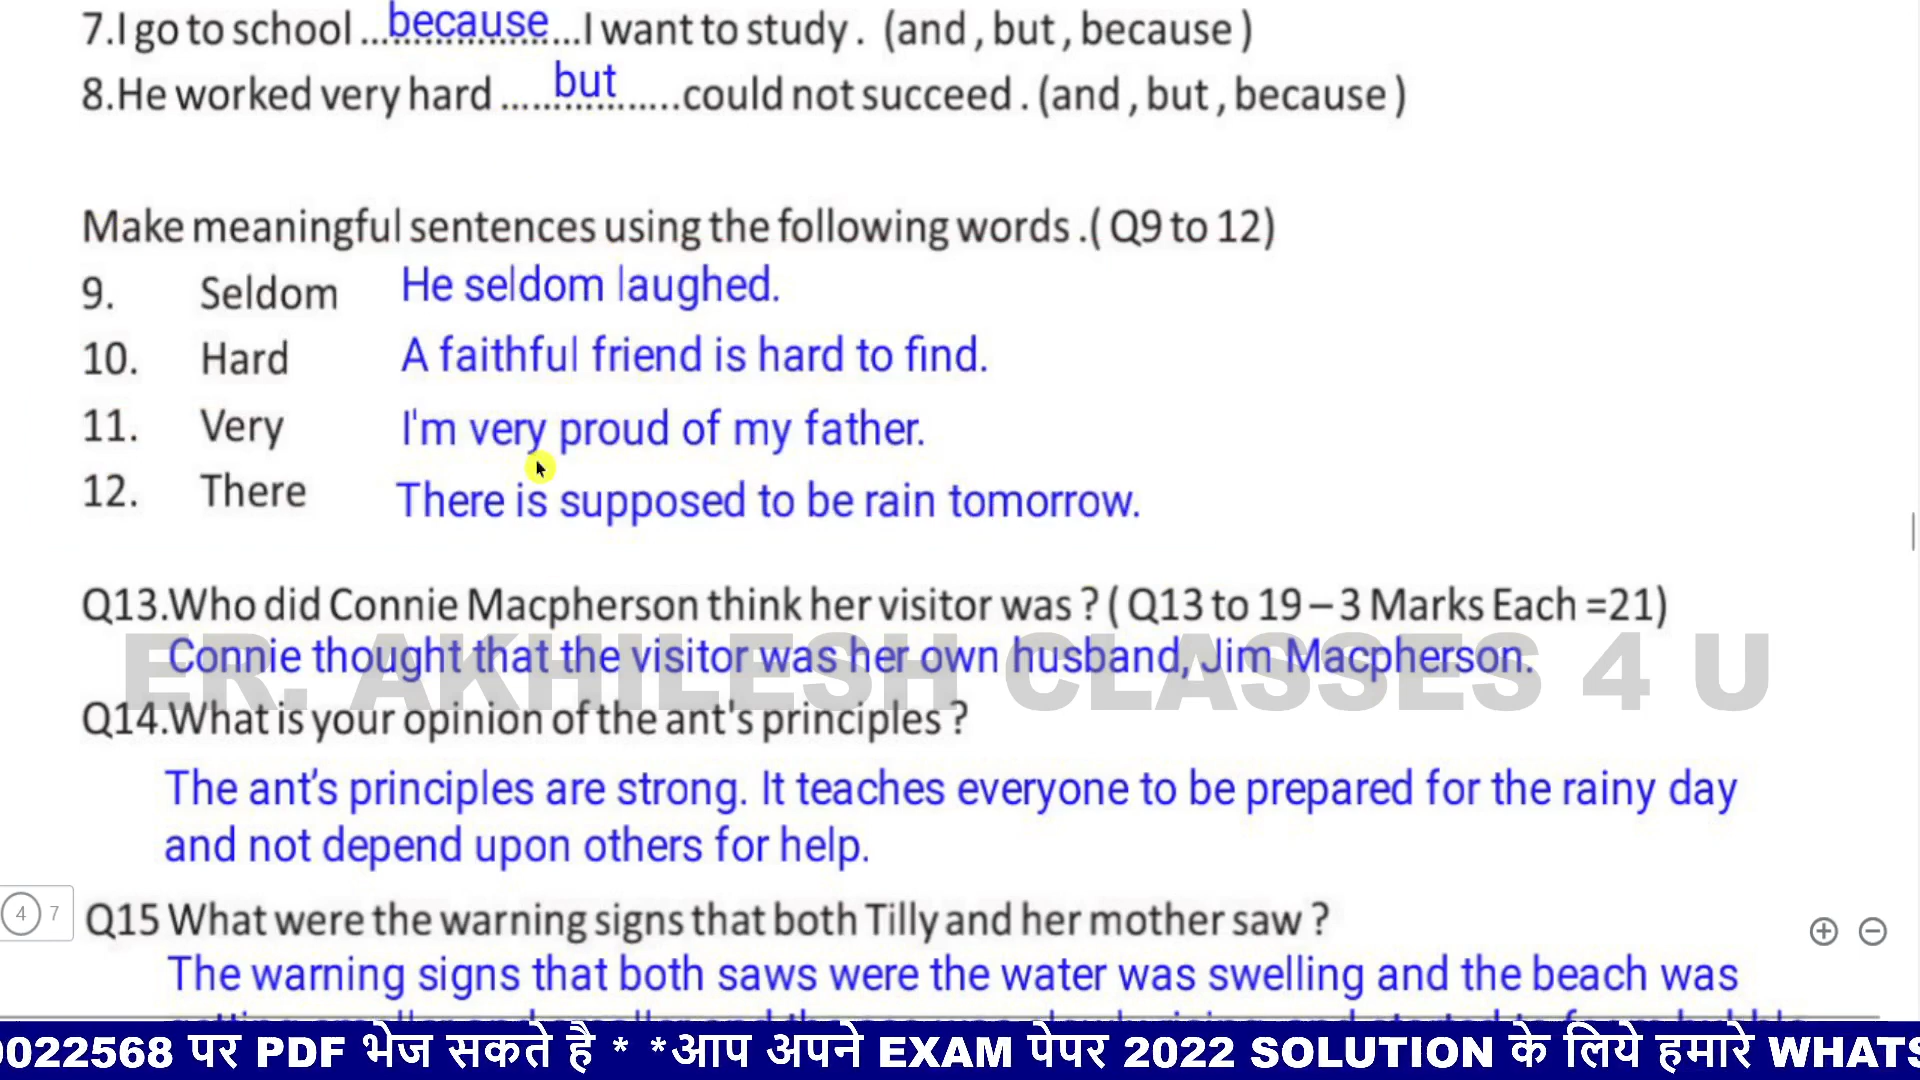 7.I go to school ...because...I want to study . (and , but , because )
8.He worked very hard ......but......could not succeed . (and , but , because )
Make meaningful sentences using the following words .( Q9 to 12)
9. Seldom He seldom laughed.
10. Hard A faithful friend is hard to find.
11. Very I'm very proud of my father.
12. There There is supposed to be rain tomorrow.
Q13.Who did Connie Macpherson think her visitor was ? ( Q13 to 19 – 3 Marks Each =21)
Connie thought that the visitor was her own husband, Jim Macpherson.
ER. AKHILESH CLASSES 4 U
Q14.What is your opinion of the ant's principles ?
The ant's principles are strong. It teaches everyone to be prepared for the rainy day
and not depend upon others for help.
4 7
Q15 What were the warning signs that both Tilly and her mother saw ?
The warning signs that both saws were the water was swelling and the beach was
0022568 पर PDF भेज सकते है * *आप अपने EXAM पेपर 2022 SOLUTION के लिये हमारे WHATS